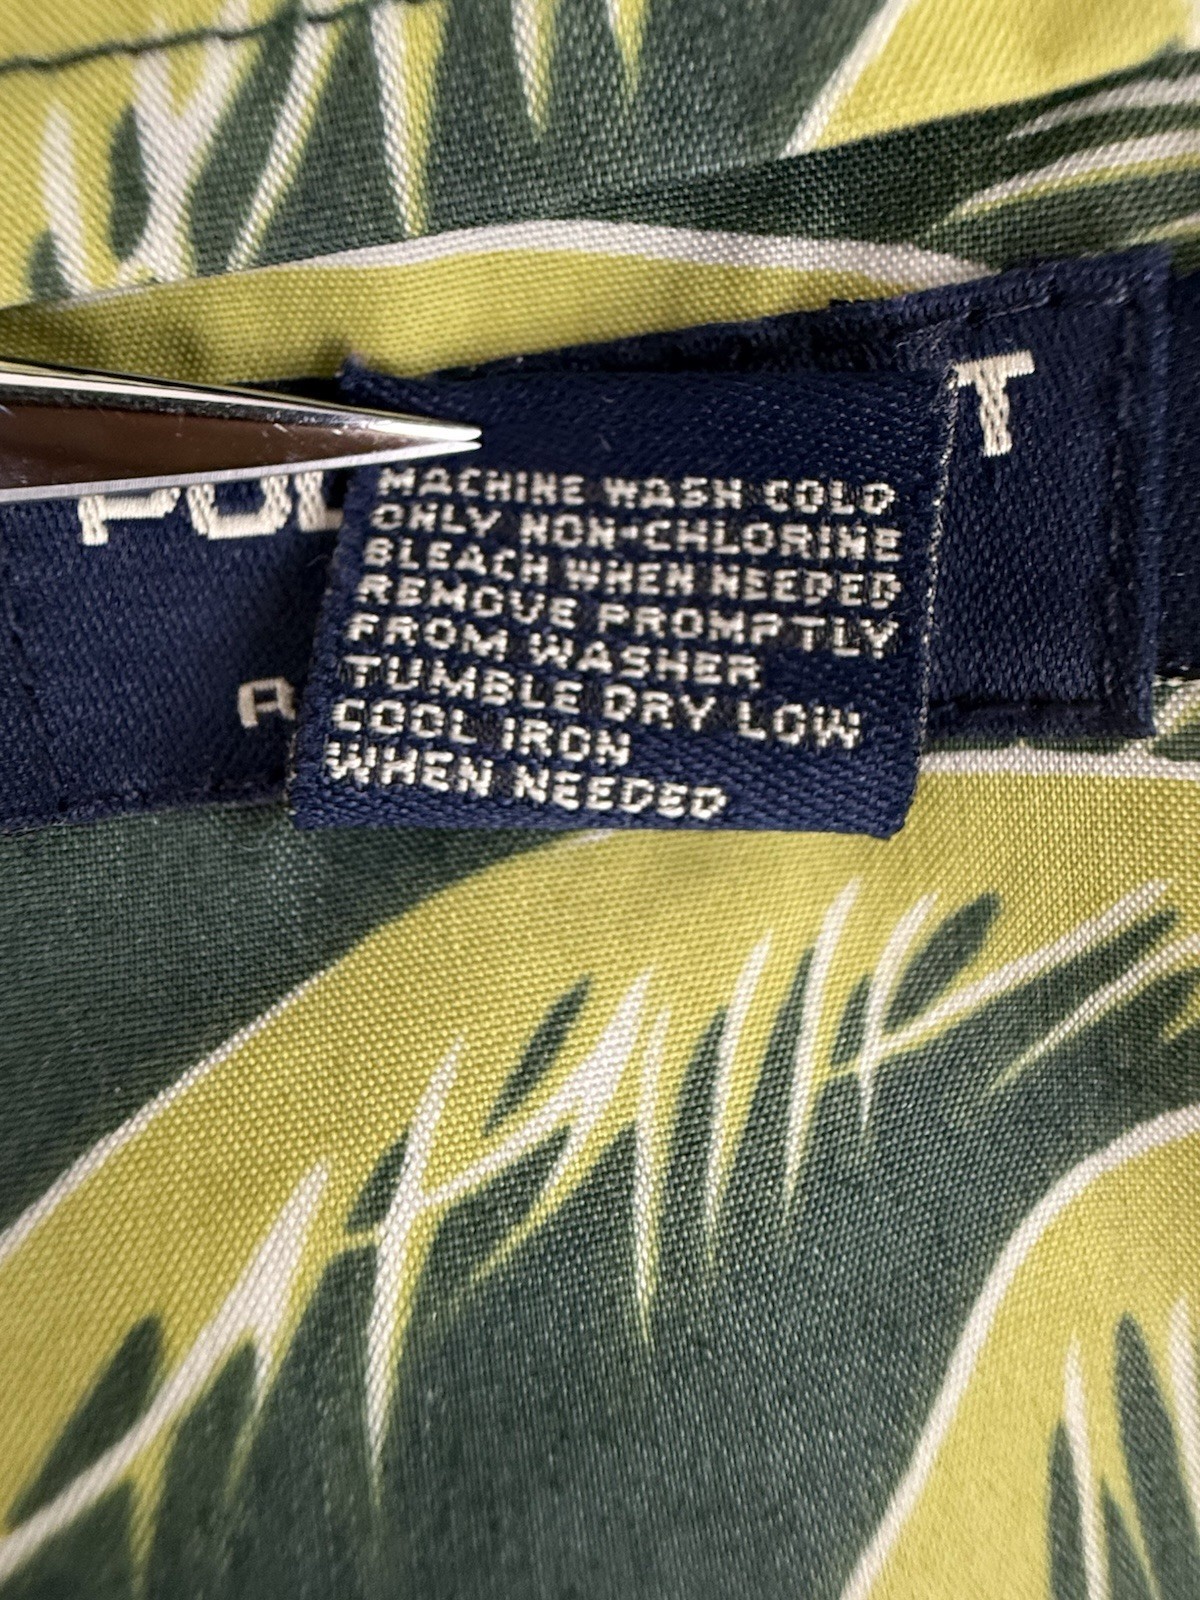 T
POL
MACHINE WASH COLD
ONLY NON-CHLORINE
BLEACH WHEN NEEDED
REMOVE PROMPTLY
FROM WASHER
TUMBLE DRY LOW
COOL IRON
WHEN NEEDED